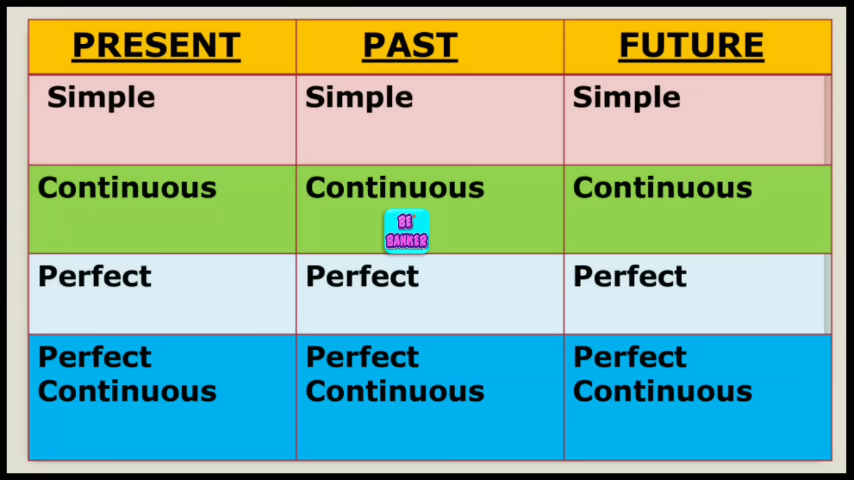 PRESENT PAST FUTURE
Simple Simple Simple
Continuous Continuous Continuous
BE
BANKER
Perfect Perfect Perfect
Perfect Perfect Perfect
Continuous Continuous Continuous